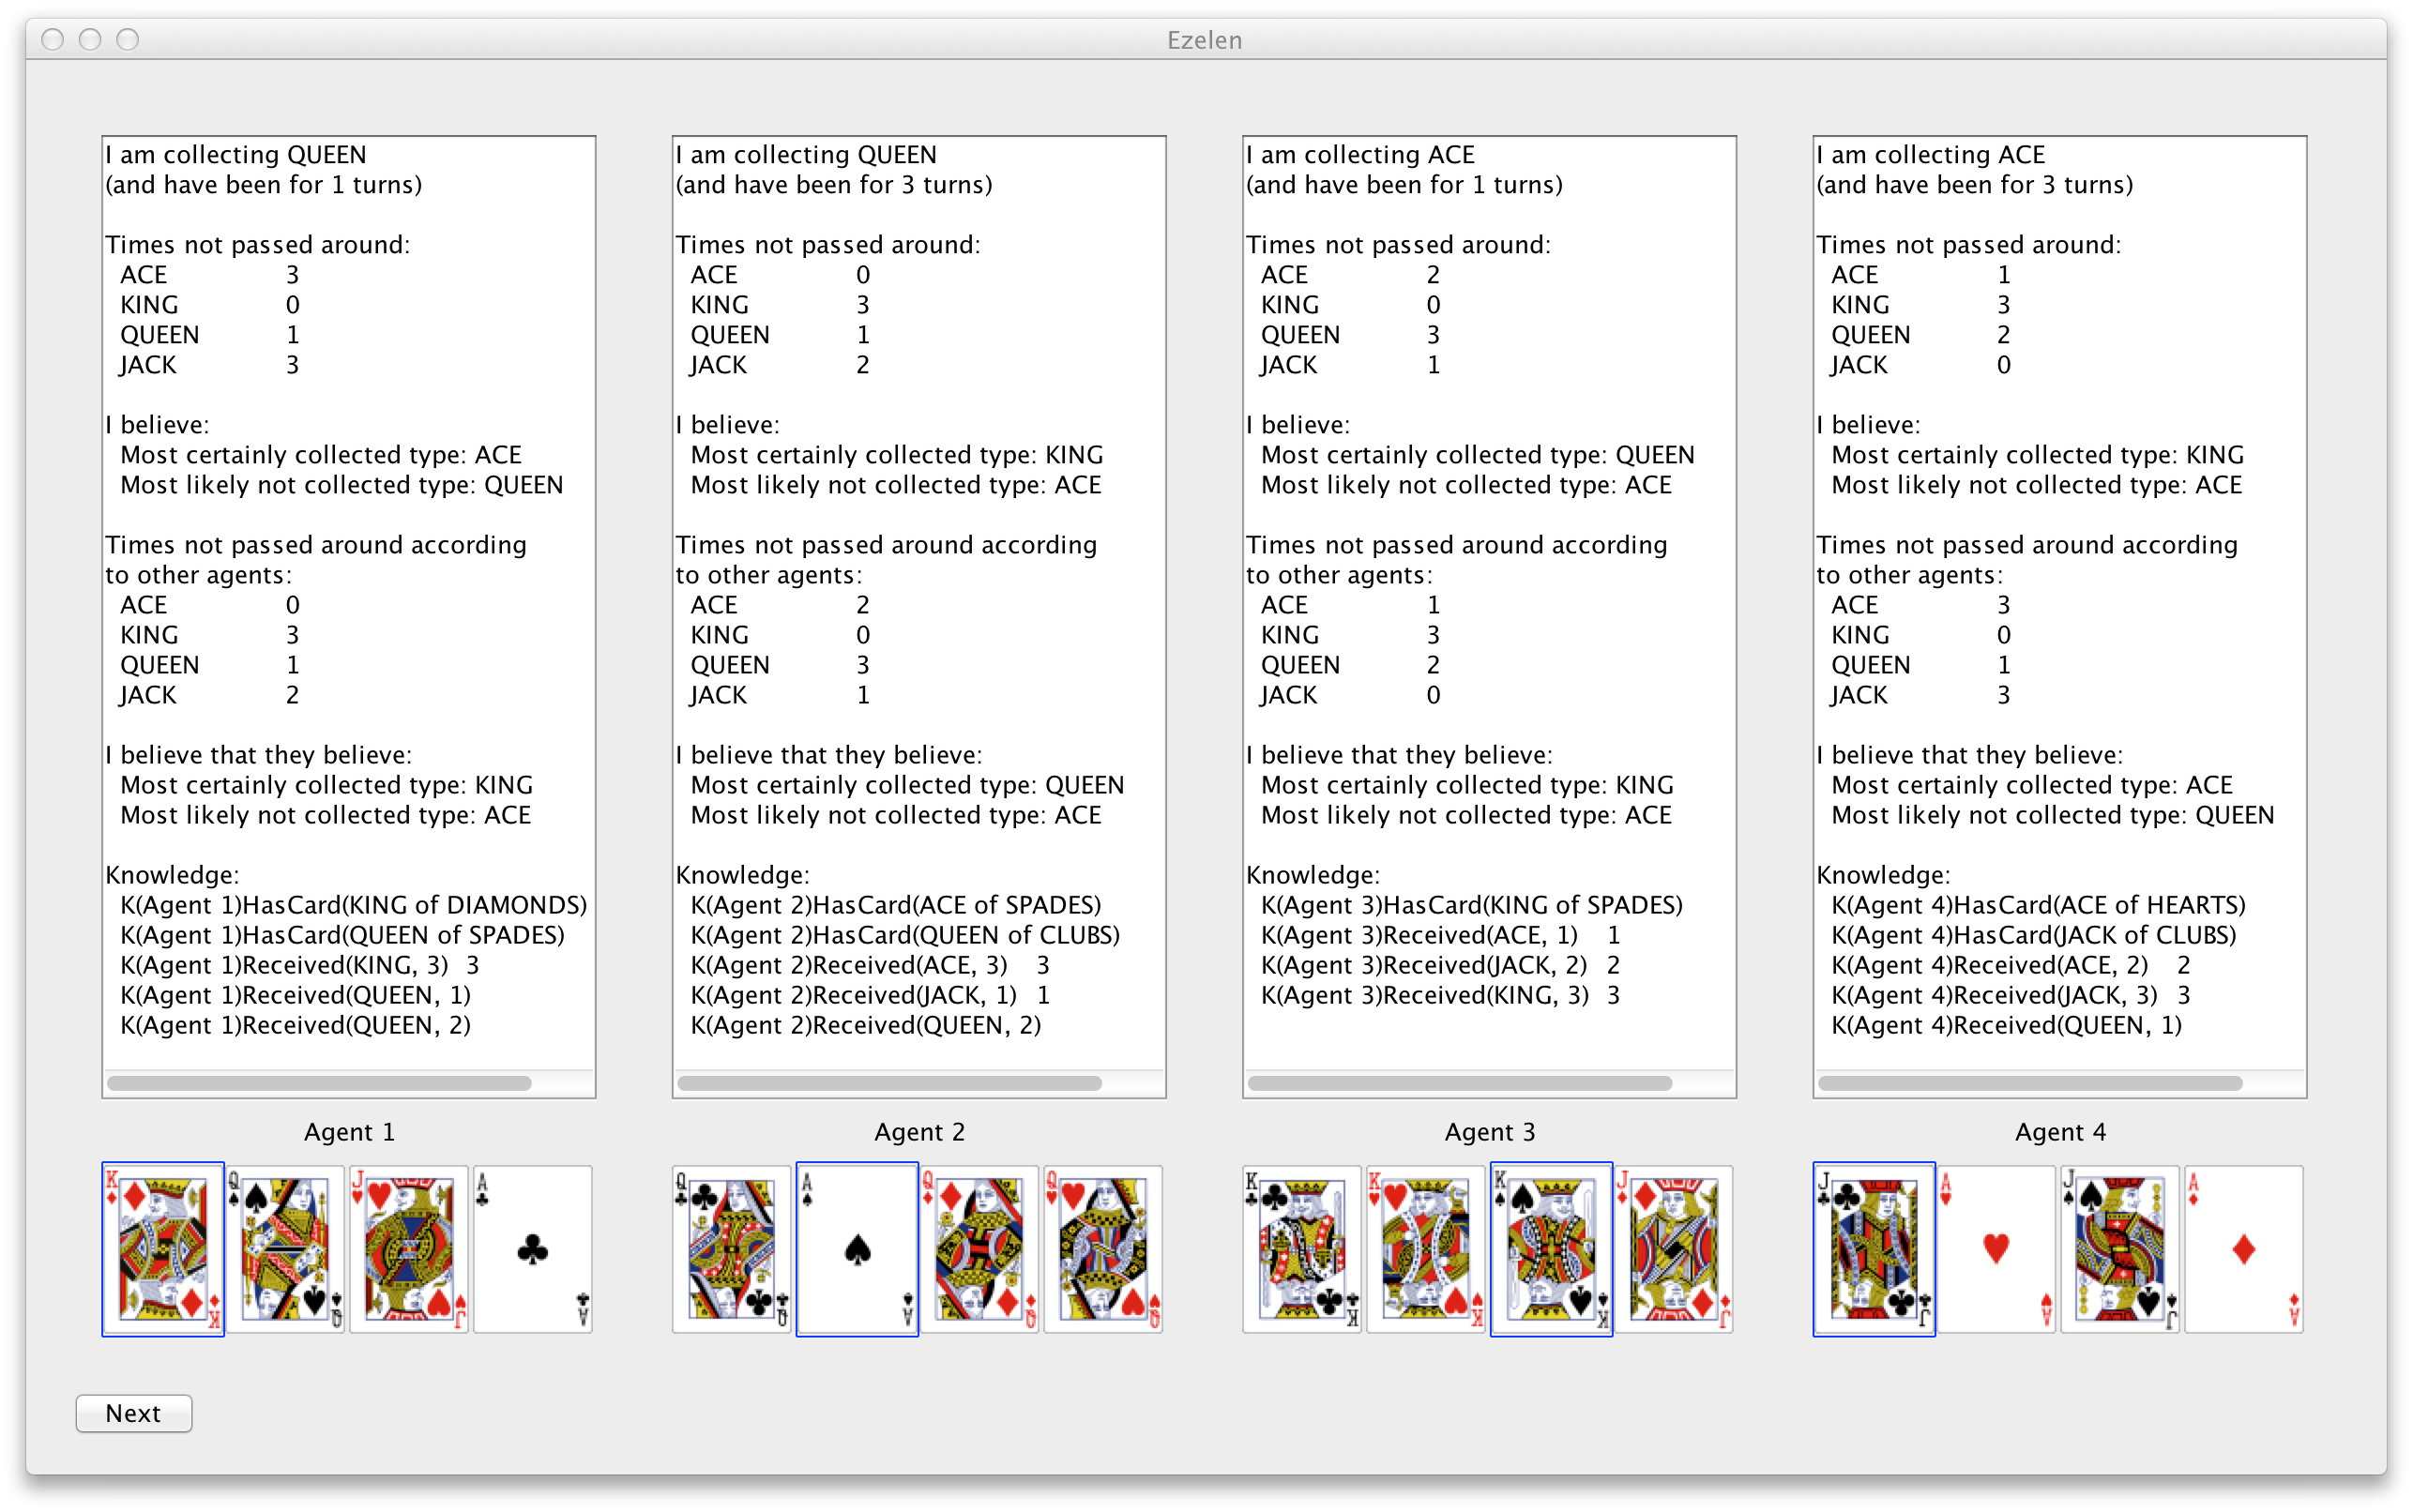 Ezelen
I am collecting QUEEN
(and have been for 1 turns)
Times not passed around:
ACE 3
KING 0
QUEEN 1
JACK 3
I believe:
Most certainly collected type: ACE
Most likely not collected type: QUEEN
Times not passed around according
to other agents:
ACE 0
KING 3
QUEEN 1
JACK 2
I believe that they believe:
Most certainly collected type: KING
Most likely not collected type: ACE
Knowledge:
K(Agent 1)HasCard(KING of DIAMONDS)
K(Agent 1)HasCard(QUEEN of SPADES)
K(Agent 1)Received(KING, 3) 3
K(Agent 1)Received(QUEEN, 1)
K(Agent 1)Received(QUEEN, 2)
Agent 1
K Q J A
K Q J A
I am collecting QUEEN
(and have been for 3 turns)
Times not passed around:
ACE 0
KING 3
QUEEN 1
JACK 2
I believe:
Most certainly collected type: KING
Most likely not collected type: ACE
Times not passed around according
to other agents:
ACE 2
KING 0
QUEEN 3
JACK 1
I believe that they believe:
Most certainly collected type: QUEEN
Most likely not collected type: ACE
Knowledge:
K(Agent 2)HasCard(ACE of SPADES)
K(Agent 2)HasCard(QUEEN of CLUBS)
K(Agent 2)Received(ACE, 3) 3
K(Agent 2)Received(JACK, 1) 1
K(Agent 2)Received(QUEEN, 2)
Agent 2
Q A Q Q
Q A Q Q
I am collecting ACE
(and have been for 1 turns)
Times not passed around:
ACE 2
KING 0
QUEEN 3
JACK 1
I believe:
Most certainly collected type: QUEEN
Most likely not collected type: ACE
Times not passed around according
to other agents:
ACE 1
KING 3
QUEEN 2
JACK 0
I believe that they believe:
Most certainly collected type: KING
Most likely not collected type: ACE
Knowledge:
K(Agent 3)HasCard(KING of SPADES)
K(Agent 3)Received(ACE, 1) 1
K(Agent 3)Received(JACK, 2) 2
K(Agent 3)Received(KING, 3) 3
Agent 3
K K K J
K K K J
I am collecting ACE
(and have been for 3 turns)
Times not passed around:
ACE 1
KING 3
QUEEN 2
JACK 0
I believe:
Most certainly collected type: KING
Most likely not collected type: ACE
Times not passed around according
to other agents:
ACE 3
KING 0
QUEEN 1
JACK 3
I believe that they believe:
Most certainly collected type: ACE
Most likely not collected type: QUEEN
Knowledge:
K(Agent 4)HasCard(ACE of HEARTS)
K(Agent 4)HasCard(JACK of CLUBS)
K(Agent 4)Received(ACE, 2) 2
K(Agent 4)Received(JACK, 3) 3
K(Agent 4)Received(QUEEN, 1)
Agent 4
J A J A
J A J A
Next